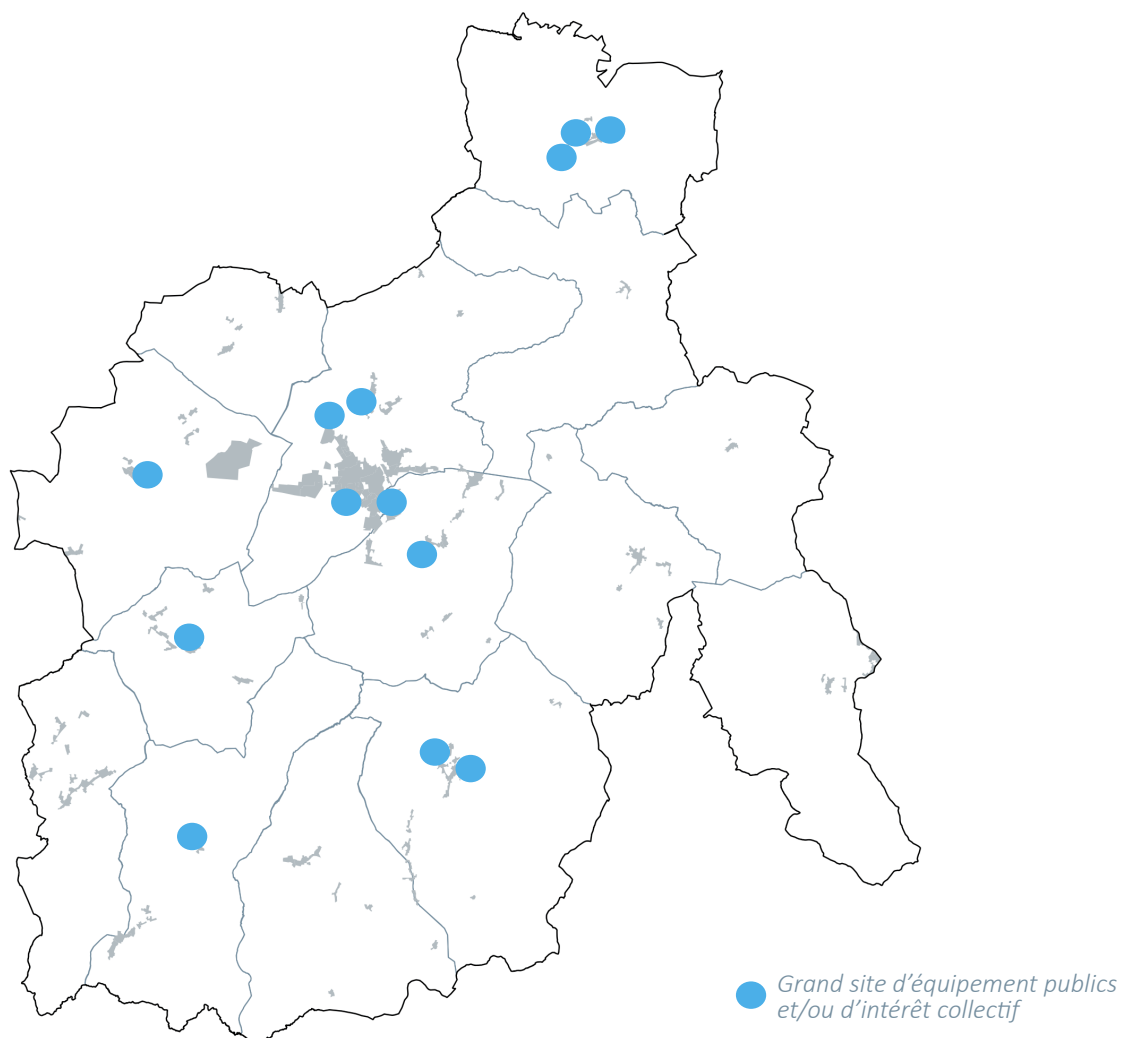 Grand site d’équipement publics
et/ou d’intérêt collectif